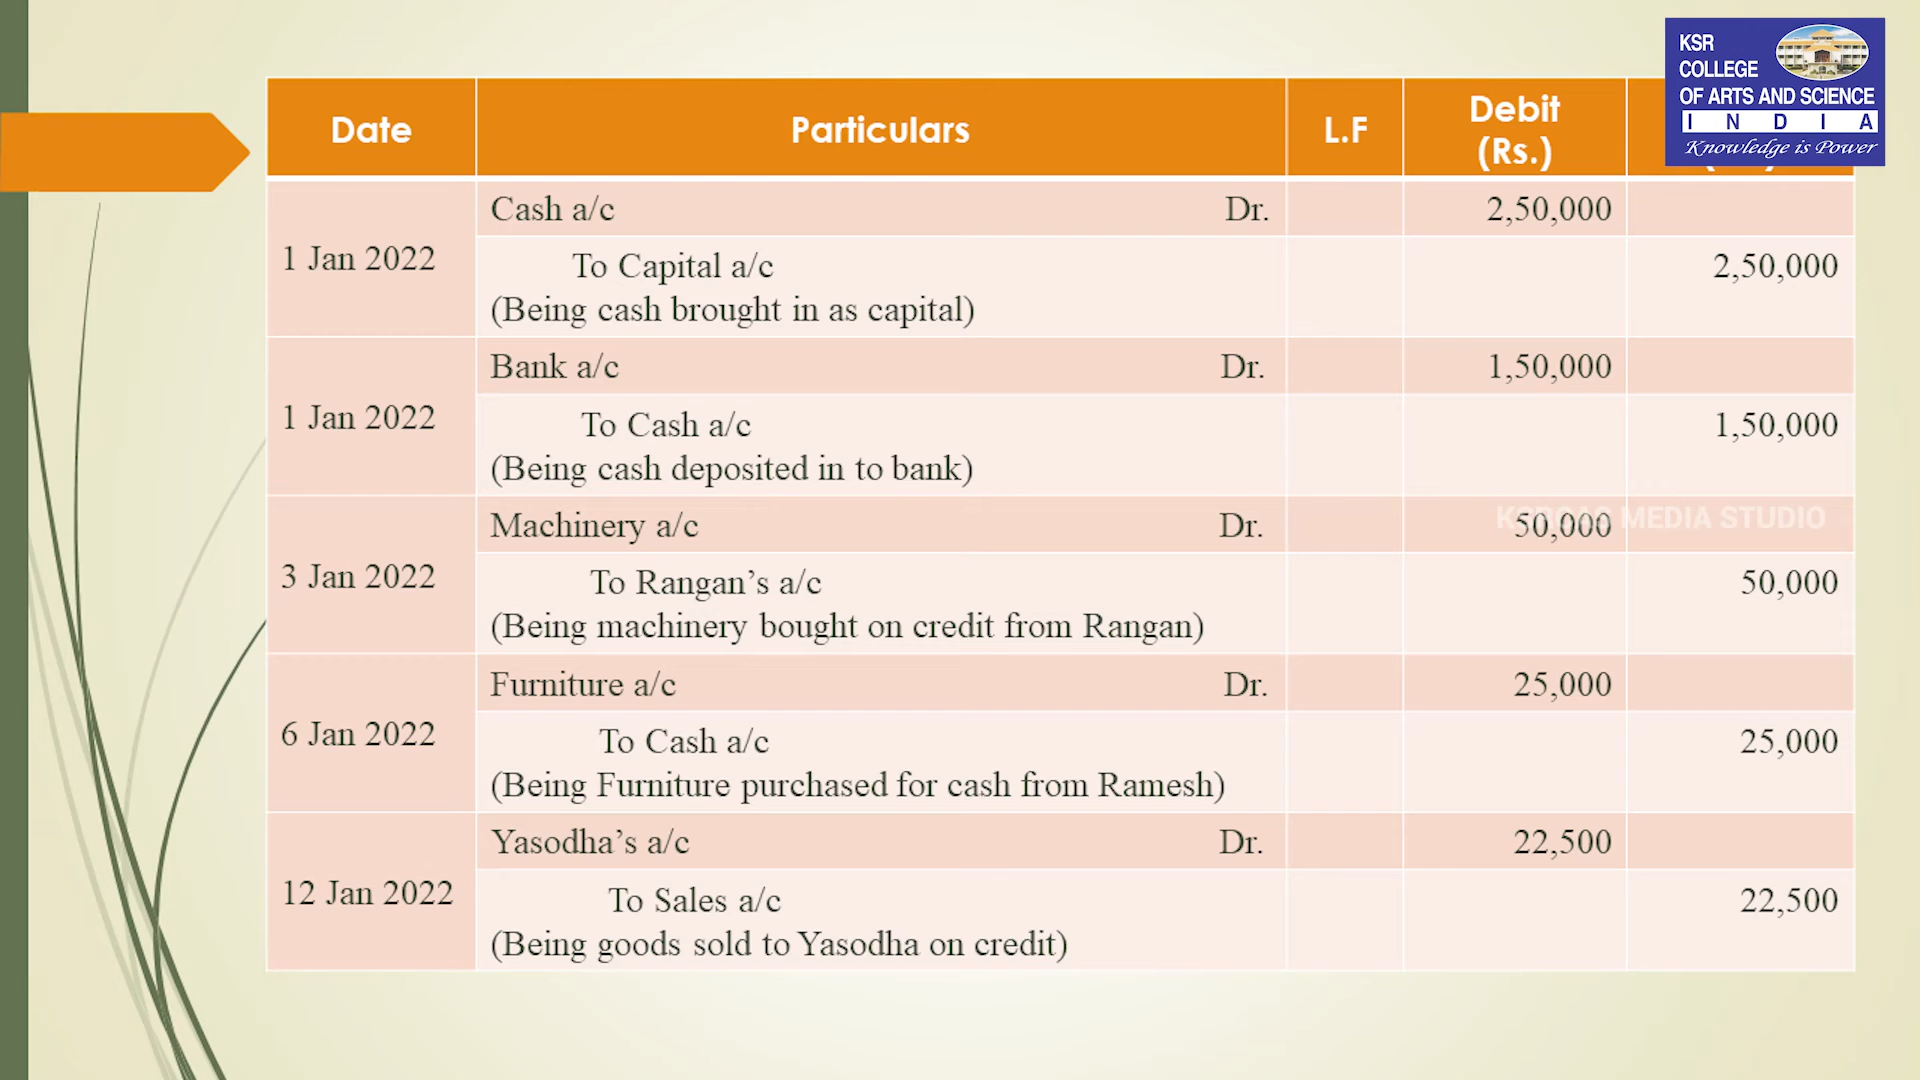 KSR
COLLEGE
OF ARTS AND SCIENCE
I N D I A
Knowledge is Power
Date Particulars L.F Debit (Rs.)
1 Jan 2022
Cash a/c Dr. 2,50,000
To Capital a/c 2,50,000
(Being cash brought in as capital)
1 Jan 2022
Bank a/c Dr. 1,50,000
To Cash a/c 1,50,000
(Being cash deposited in to bank)
3 Jan 2022
Machinery a/c Dr. 50,000
MEDIA STUDIO
To Rangan’s a/c 50,000
(Being machinery bought on credit from Rangan)
6 Jan 2022
Furniture a/c Dr. 25,000
To Cash a/c 25,000
(Being Furniture purchased for cash from Ramesh)
12 Jan 2022
Yasodha’s a/c Dr. 22,500
To Sales a/c 22,500
(Being goods sold to Yasodha on credit)